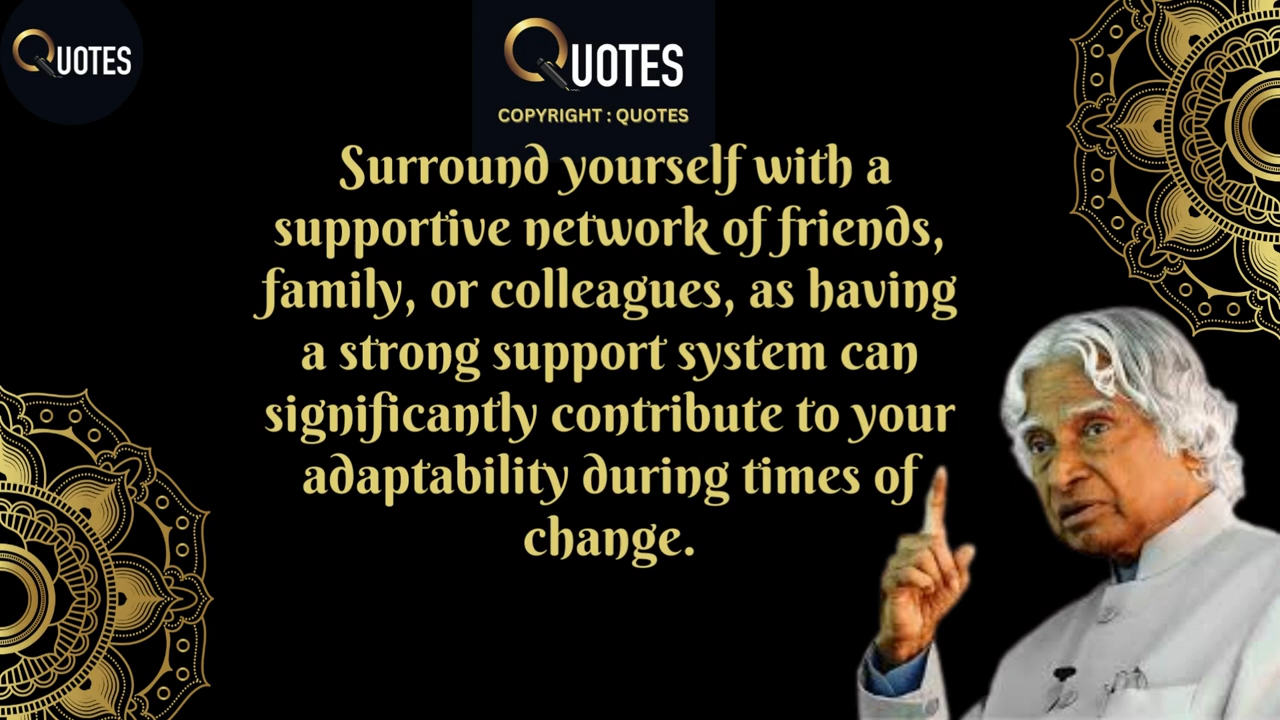 QUOTES
QUOTES
COPYRIGHT : QUOTES
Surround yourself with a
supportive network of friends,
family, or colleagues, as having
a strong support system can
significantly contribute to your
adaptability during times of
change.